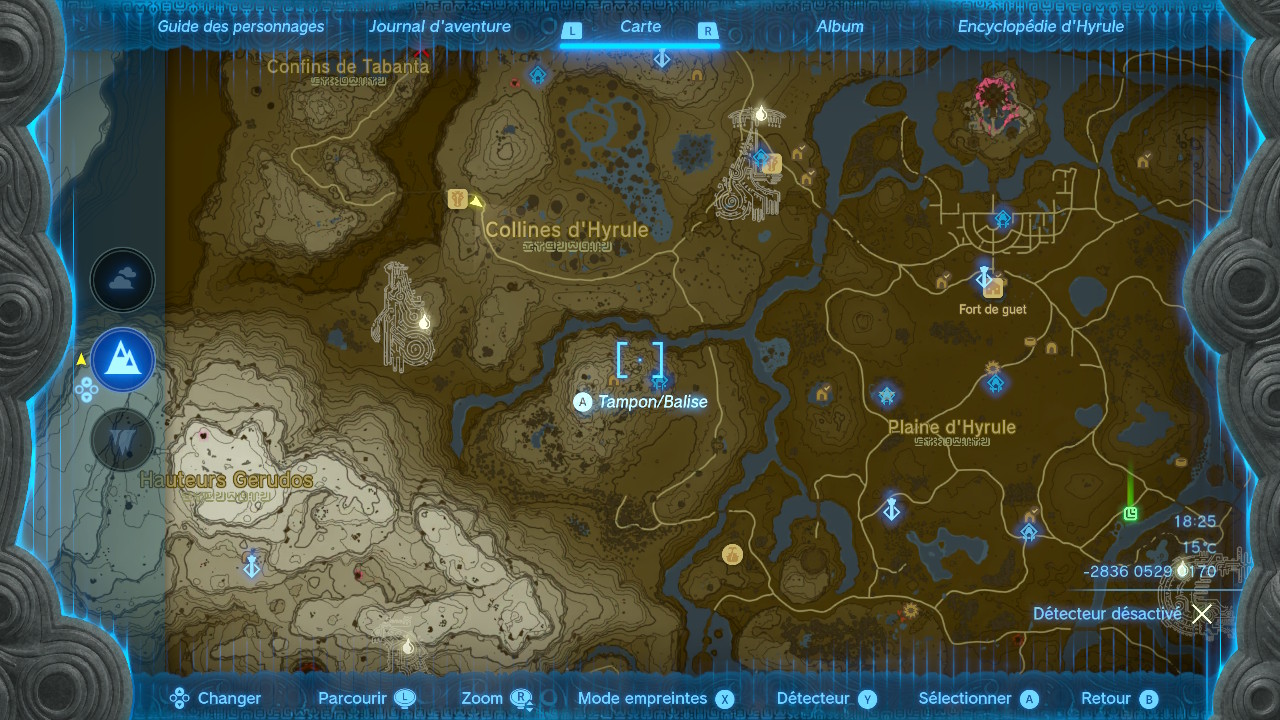 Guide des personnages
Journal d'aventure
L
Carte
R
Album
Encyclopédie d'Hyrule
Confins de Tabanta
Collines d'Hyrule
Fort de guet
A Tampon/Balise
Plaine d'Hyrule
Hauteurs Gerudos
18:25
15°C
-2836 0529 0170
Détecteur désactivé
Changer
Parcourir L
Zoom R
Mode empreintes X
Détecteur Y
Sélectionner A
Retour B